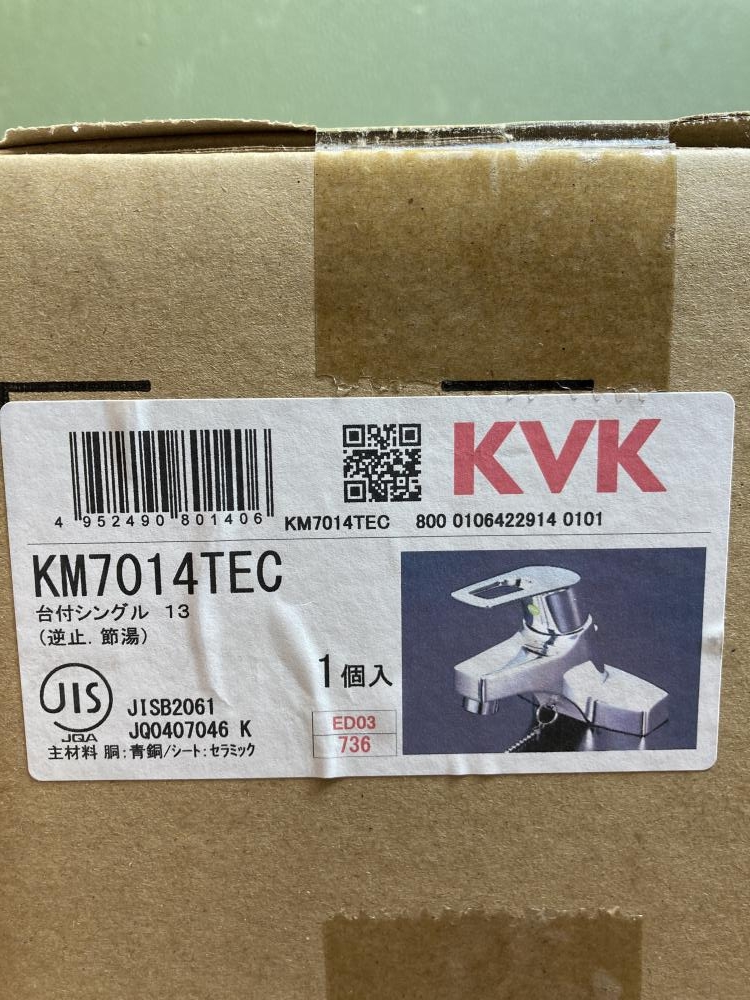 KVK
4 952490 801406
KM7014TEC 800 0106422914 0101
KM7014TEC
台付シングル 13
(逆止.節湯)
1個入
JIS
JQA
JISB2061
JQ0407046 K
ED03
736
主材料 胴:青銅/シート:セラミック